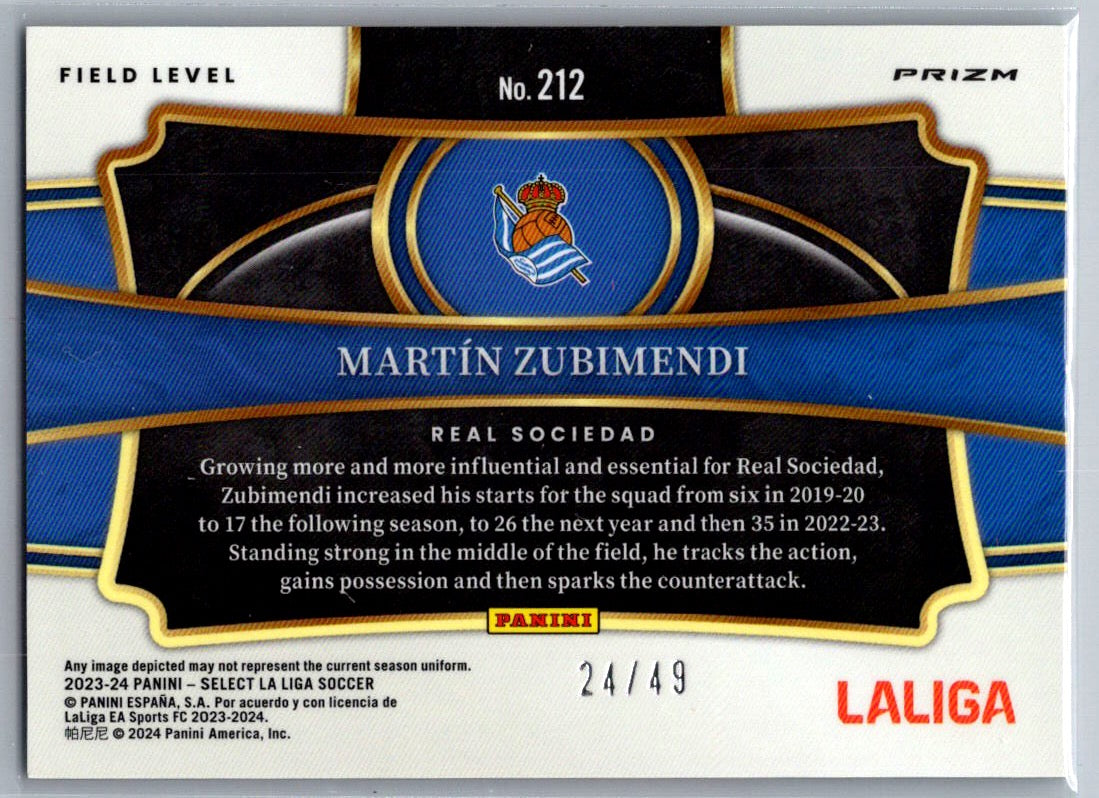 FIELD LEVEL
No. 212
PRIZM
MARTÍN ZUBIMENDI
REAL SOCIEDAD
Growing more and more influential and essential for Real Sociedad,
Zubimendi increased his starts for the squad from six in 2019-20
to 17 the following season, to 26 the next year and then 35 in 2022-23.
Standing strong in the middle of the field, he tracks the action,
gains possession and then sparks the counterattack.
PANINI
Any image depicted may not represent the current season uniform.
2023-24 PANINI – SELECT LA LIGA SOCCER
© PANINI ESPAÑA, S.A. Por acuerdo y con licencia de
LaLiga EA Sports FC 2023-2024.
帕尼尼 © 2024 Panini America, Inc.
24/49
LALIGA